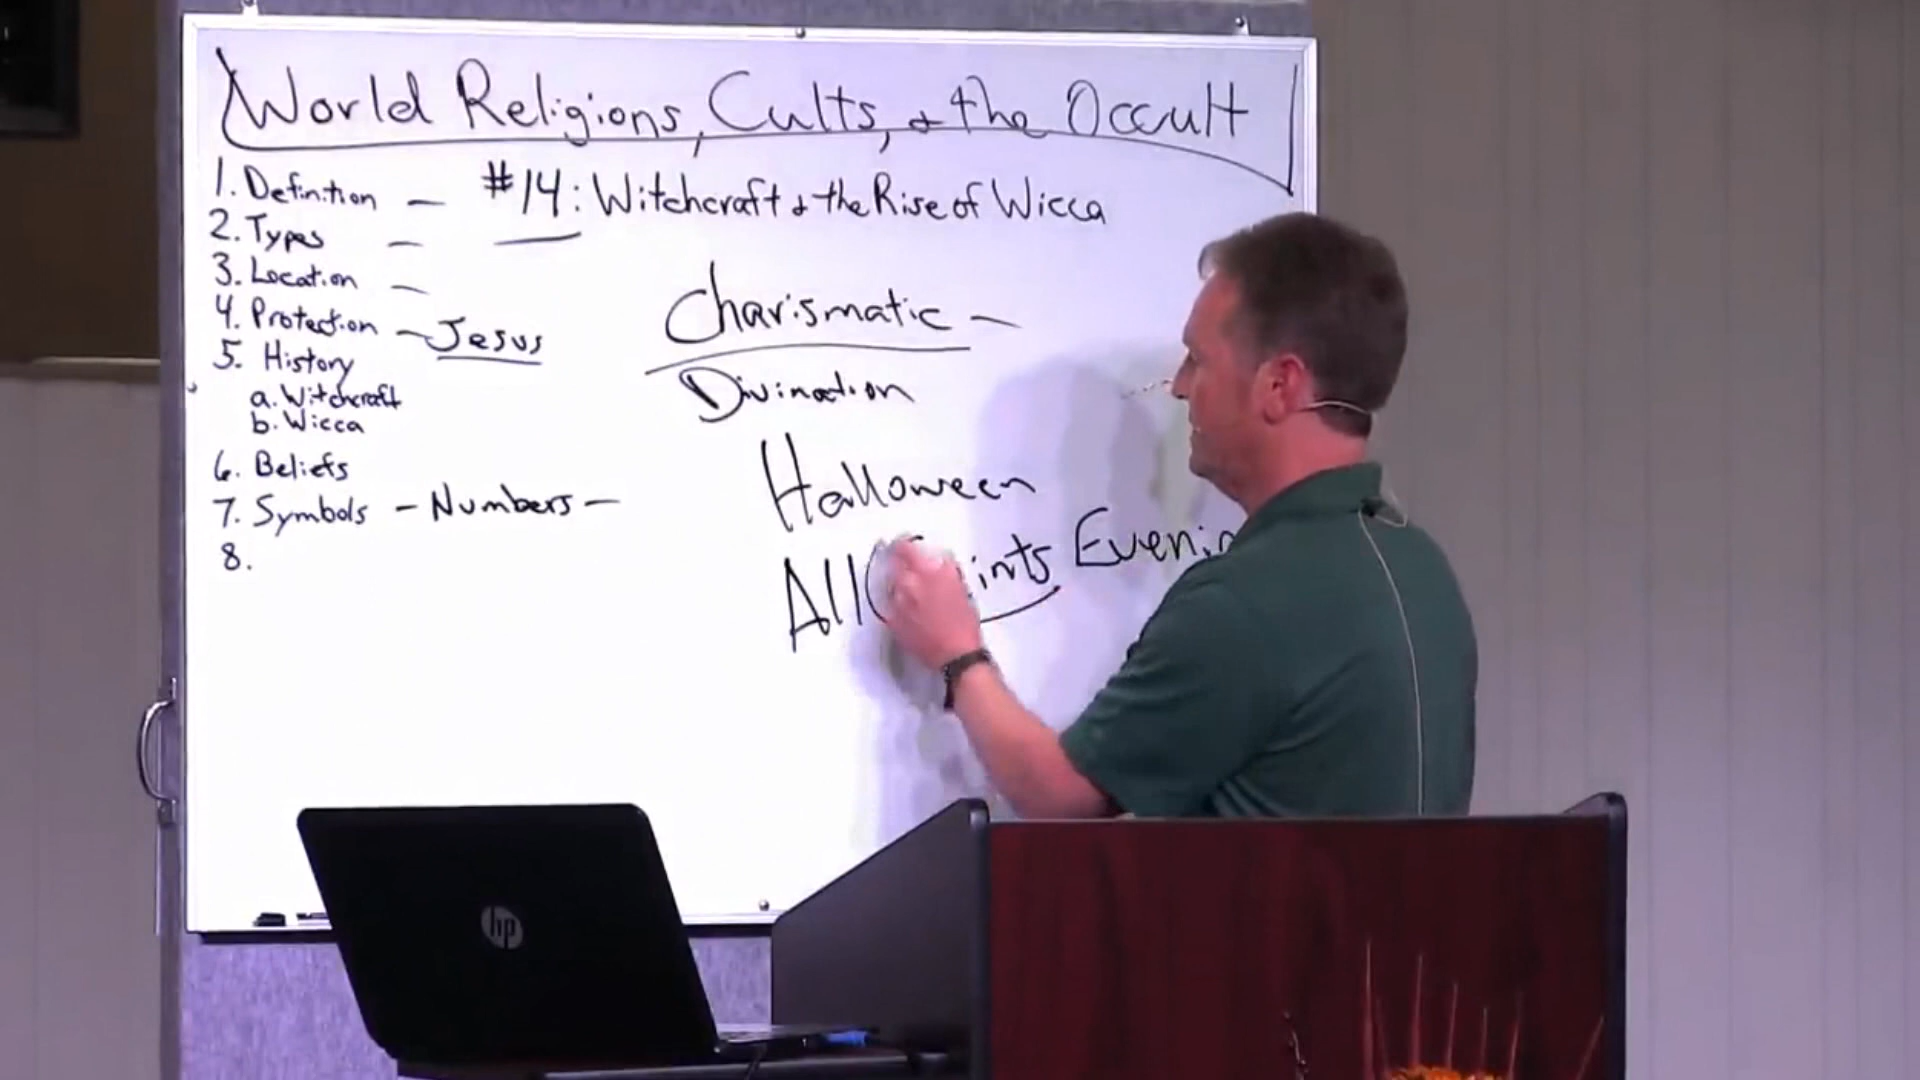 World Religions, Cults, & the Occult
#14: Witchcraft & the Rise of Wicca
1. Definition —
2. Types —
3. Location —
4. Protection — Jesus
5. History
a. Witchcraft
b. Wicca
6. Beliefs
7. Symbols — Numbers —
8.
Charismatic —
Divination
Halloween
All
hp